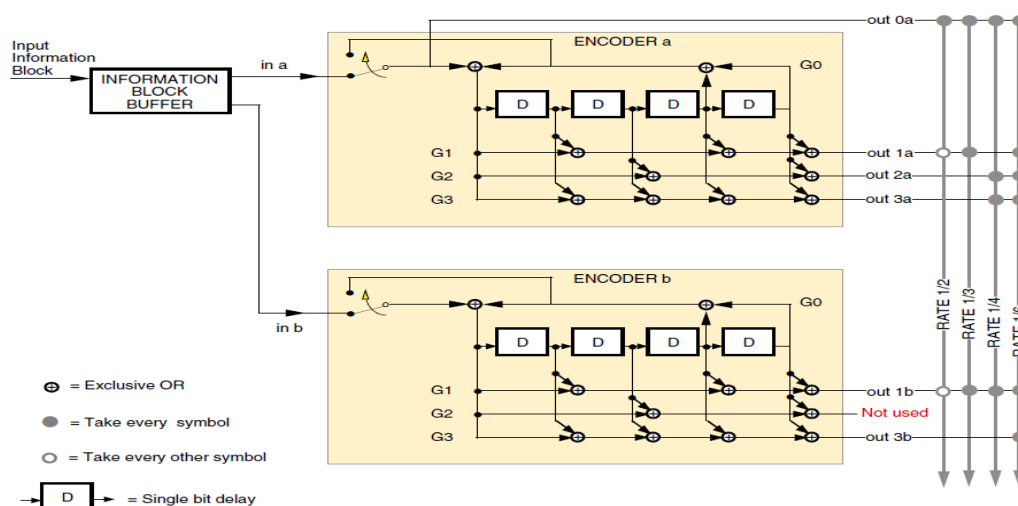 out 0a
Input
Information
Block
INFORMATION
BLOCK
BUFFER
in a
ENCODER a
G0
D
D
D
D
G1
G2
G3
out 1a
out 2a
out 3a
in b
ENCODER b
G0
D
D
D
D
G1
G2
G3
out 1b
Not used
out 3b
RATE 1/2
RATE 1/3
RATE 1/4
= Exclusive OR
= Take every symbol
= Take every other symbol
D
= Single bit delay